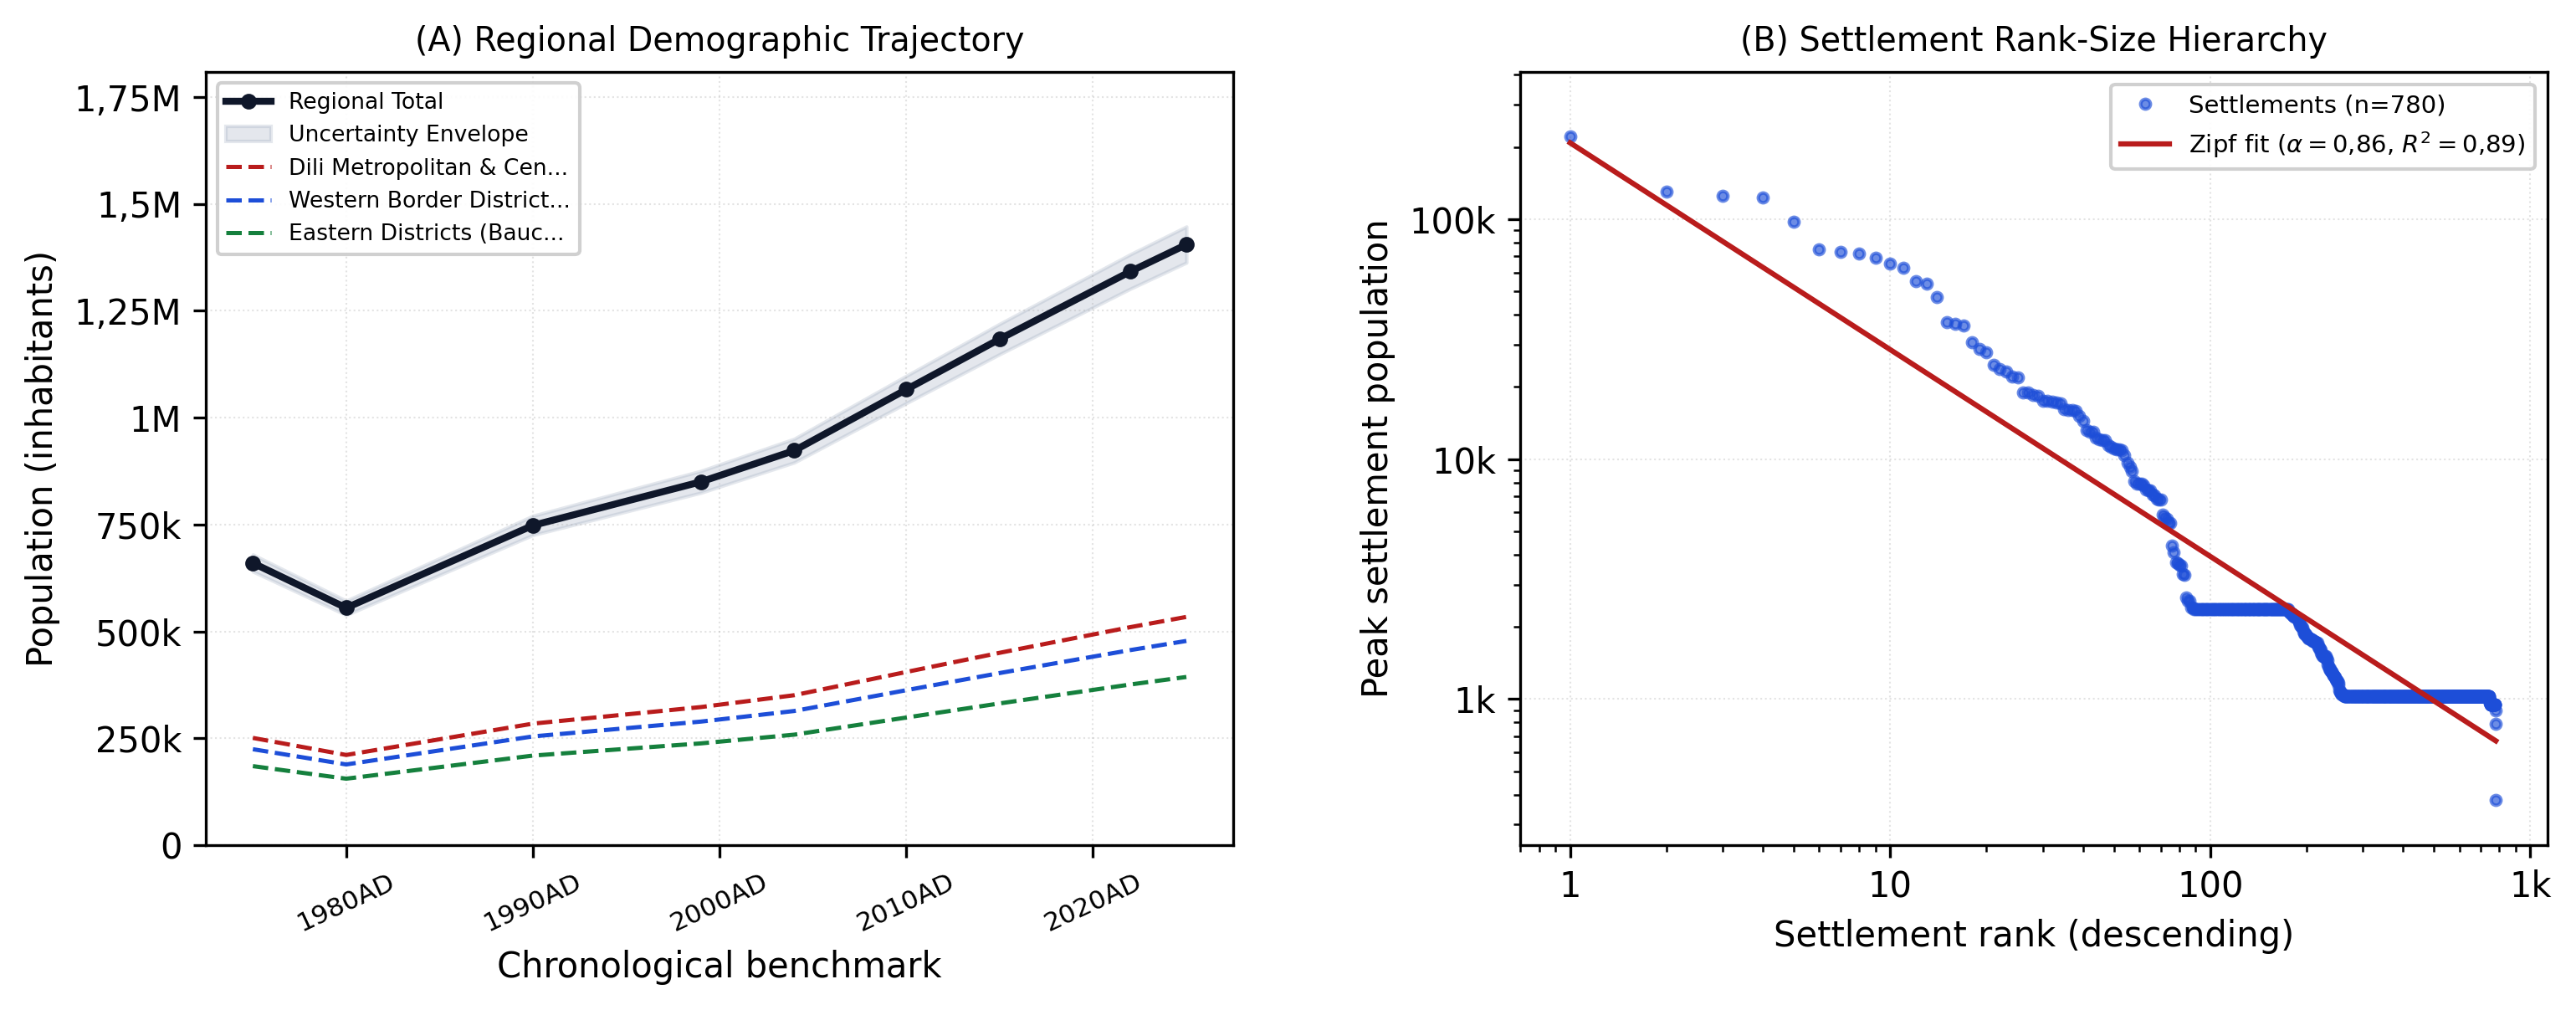 (A) Regional Demographic Trajectory
Population (inhabitants)
1,75M
1,5M
1,25M
1M
750k
500k
250k
0
Regional Total
Uncertainty Envelope
Dili Metropolitan & Cen...
Western Border District...
Eastern Districts (Bauc...
1980AD
1990AD
2000AD
2010AD
2020AD
Chronological benchmark
(B) Settlement Rank-Size Hierarchy
Peak settlement population
100k
10k
1k
Settlements (n=780)
Zipf fit (α = 0,86, R² = 0,89)
1
10
100
1k
Settlement rank (descending)